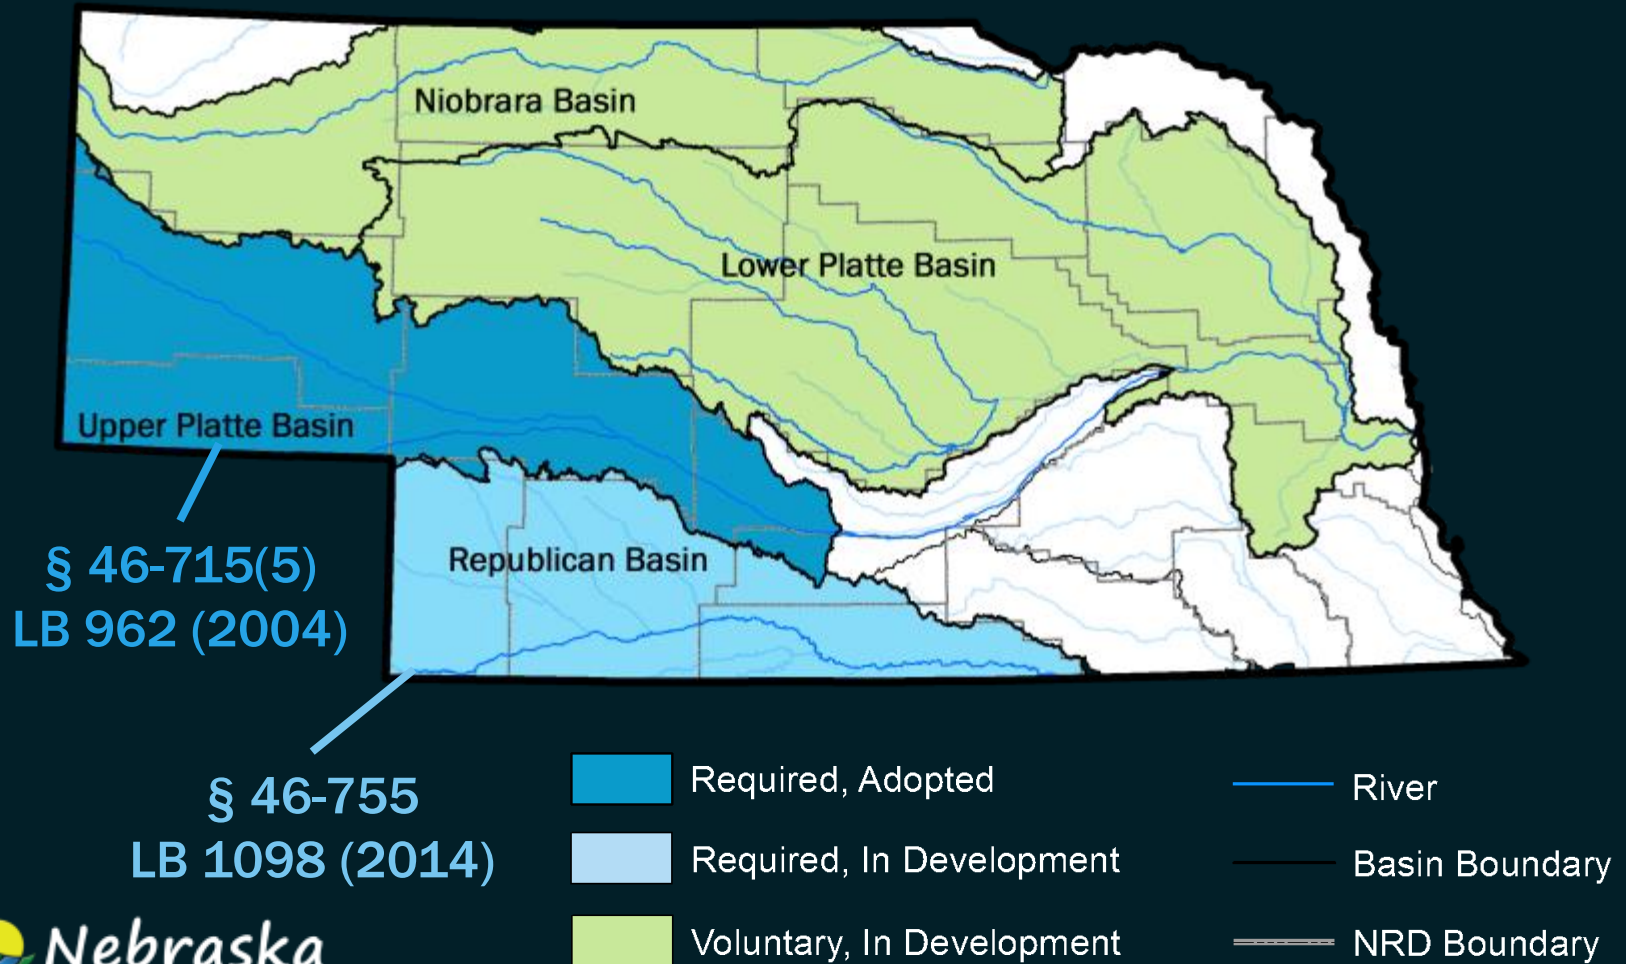 Niobrara Basin
Lower Platte Basin
Upper Platte Basin
Republican Basin
§ 46-715(5)
LB 962 (2004)
§ 46-755
LB 1098 (2014)
Required, Adopted
Required, In Development
Voluntary, In Development
River
Basin Boundary
NRD Boundary
Nebraska